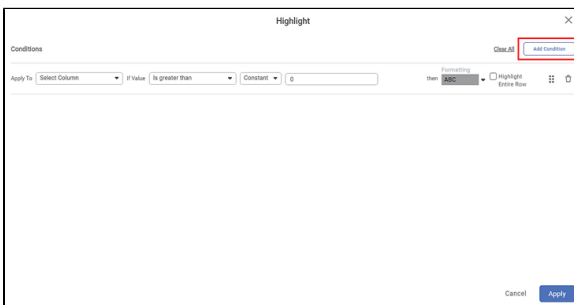 Highlight
Conditions
Clear All
Add Condition
Formatting
Apply To Select Column If Value Is greater than Constant 0 then ABC Highlight
Entire Row
Cancel Apply